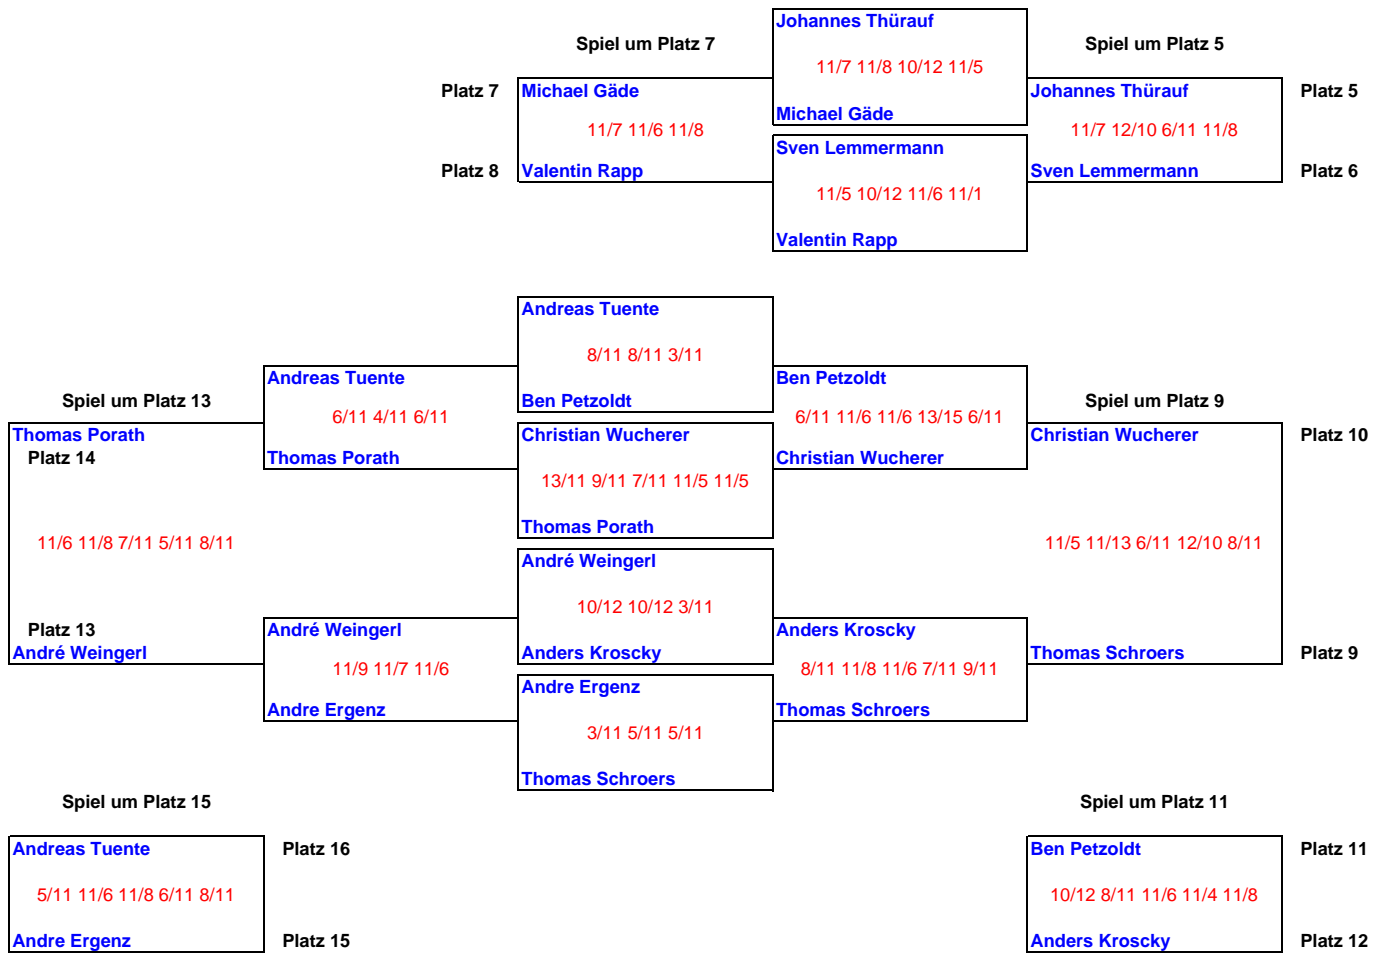 Johannes Thürauf
Spiel um Platz 7
Spiel um Platz 5
11/7 11/8 10/12 11/5
Platz 7
Michael Gäde
Johannes Thürauf
Platz 5
Michael Gäde
11/7 11/6 11/8
11/7 12/10 6/11 11/8
Sven Lemmermann
Platz 8
Valentin Rapp
Sven Lemmermann
Platz 6
11/5 10/12 11/6 11/1
Valentin Rapp
Andreas Tuente
8/11 8/11 3/11
Andreas Tuente
Ben Petzoldt
Spiel um Platz 13
Ben Petzoldt
Spiel um Platz 9
6/11 4/11 6/11
6/11 11/6 11/6 13/15 6/11
Thomas Porath
Christian Wucherer
Christian Wucherer
Platz 10
Platz 14
Thomas Porath
Christian Wucherer
13/11 9/11 7/11 11/5 11/5
Thomas Porath
11/6 11/8 7/11 5/11 8/11
11/5 11/13 6/11 12/10 8/11
André Weingerl
10/12 10/12 3/11
Platz 13
André Weingerl
Anders Kroscky
André Weingerl
Anders Kroscky
Thomas Schroers
Platz 9
11/9 11/7 11/6
8/11 11/8 11/6 7/11 9/11
Andre Ergenz
Andre Ergenz
Thomas Schroers
3/11 5/11 5/11
Thomas Schroers
Spiel um Platz 15
Spiel um Platz 11
Andreas Tuente
Platz 16
Ben Petzoldt
Platz 11
5/11 11/6 11/8 6/11 8/11
10/12 8/11 11/6 11/4 11/8
Andre Ergenz
Platz 15
Anders Kroscky
Platz 12